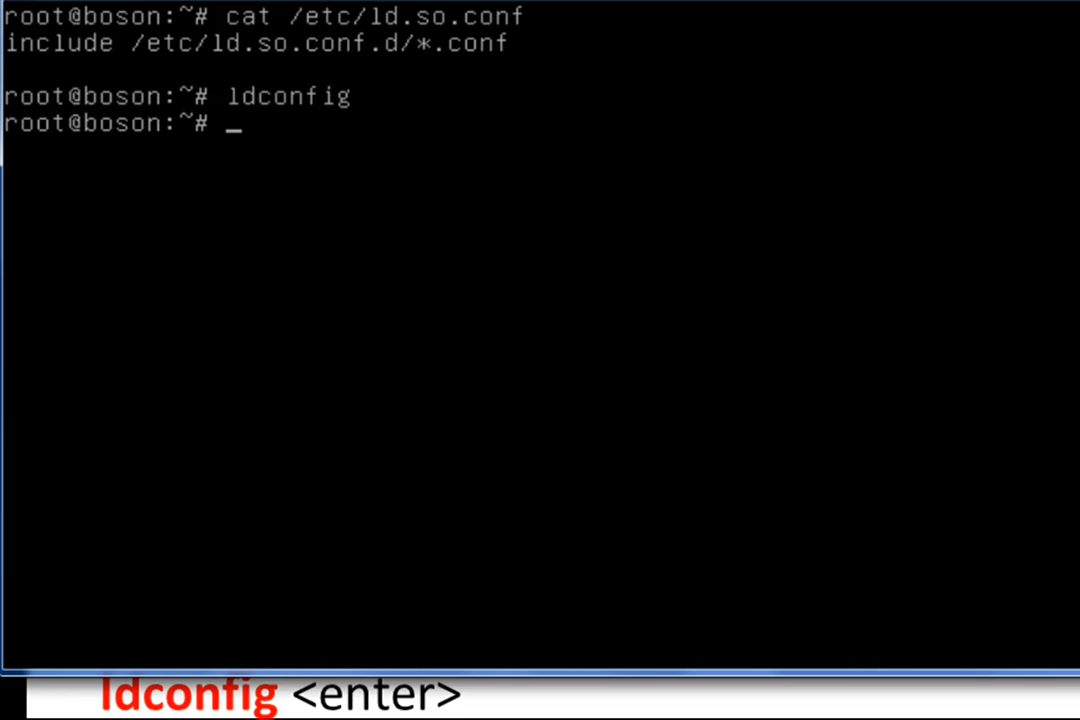 root@boson:~# cat /etc/ld.so.conf
include /etc/ld.so.conf.d/*.conf
root@boson:~# ldconfig
root@boson:~# _
ldconfig <enter>